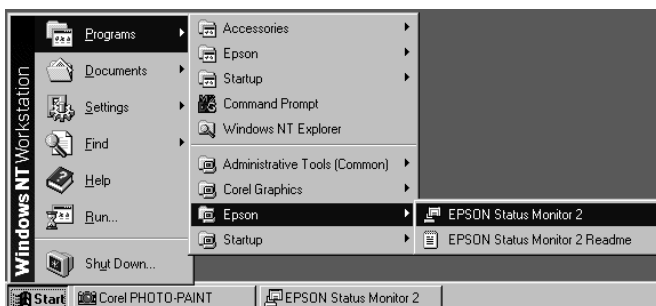 Windows NT Workstation
Programs
Documents
Settings
Find
Help
Run...
Shut Down...
Accessories
Epson
Startup
Command Prompt
Windows NT Explorer
Administrative Tools (Common)
Corel Graphics
Epson
Startup
EPSON Status Monitor 2
EPSON Status Monitor 2 Readme
Start
Corel PHOTO-PAINT
EPSON Status Monitor 2